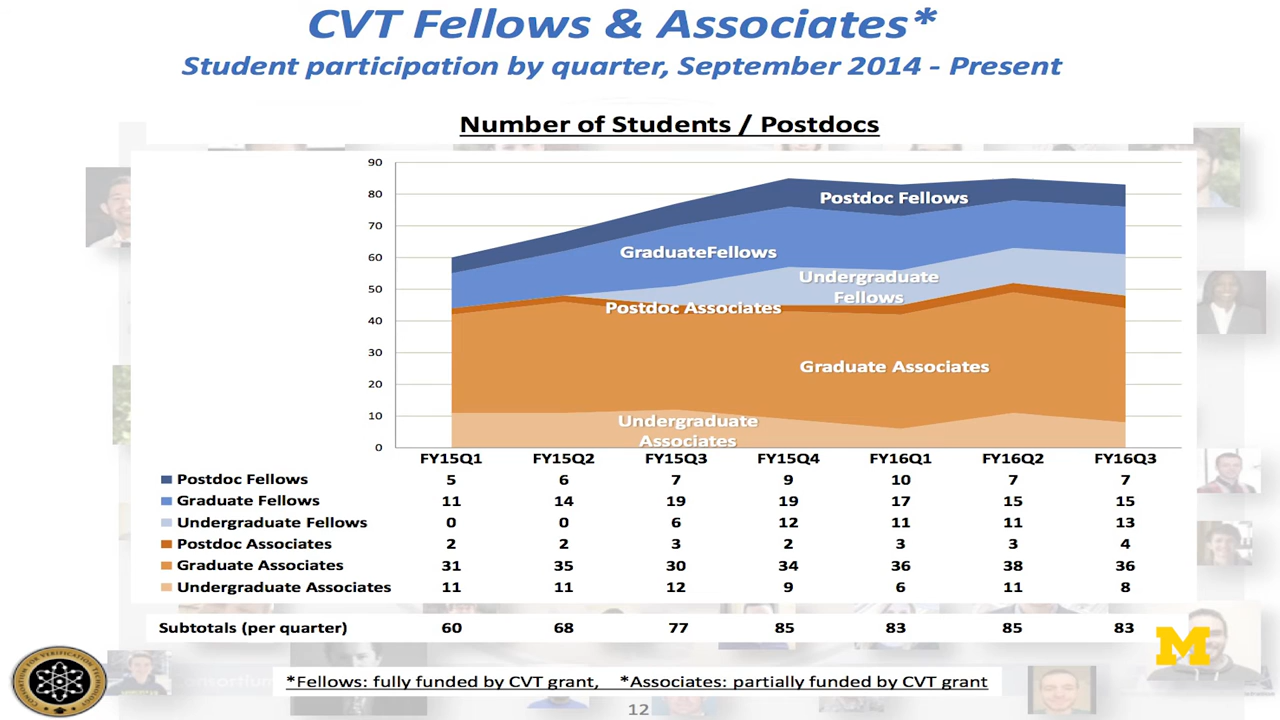 CVT Fellows & Associates*
Student participation by quarter, September 2014 - Present
Number of Students / Postdocs
90
80
70
60
50
40
30
20
10
0
Postdoc Fellows
GraduateFellows
Undergraduate
Fellows
Postdoc Associates
Graduate Associates
Undergraduate
Associates
FY15Q1 FY15Q2 FY15Q3 FY15Q4 FY16Q1 FY16Q2 FY16Q3
Postdoc Fellows 5 6 7 9 10 7 7
Graduate Fellows 11 14 19 19 17 15 15
Undergraduate Fellows 0 0 6 12 11 11 13
Postdoc Associates 2 2 3 2 3 3 4
Graduate Associates 31 35 30 34 36 38 36
Undergraduate Associates 11 11 12 9 6 11 8
Subtotals (per quarter) 60 68 77 85 83 85 83
M
CONSORTIUM FOR VERIFICATION TECHNOLOGY
*Fellows: fully funded by CVT grant, *Associates: partially funded by CVT grant
12